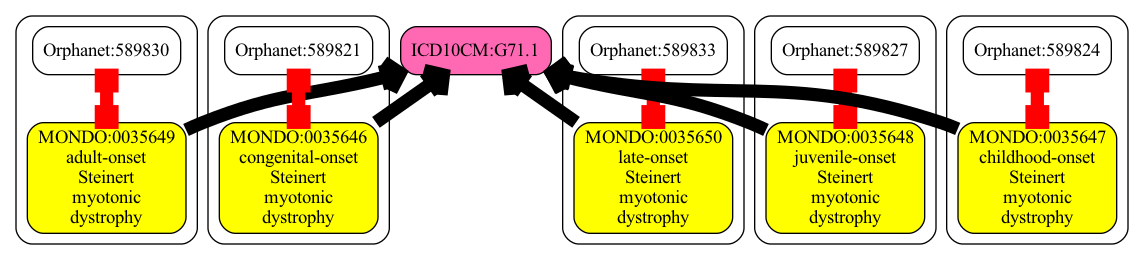 Orphanet:589830
Orphanet:589821
ICD10CM:G71.1
Orphanet:589833
Orphanet:589827
Orphanet:589824
MONDO:0035649
adult-onset
Steinert
myotonic
dystrophy
MONDO:0035646
congenital-onset
Steinert
myotonic
dystrophy
MONDO:0035650
late-onset
Steinert
myotonic
dystrophy
MONDO:0035648
juvenile-onset
Steinert
myotonic
dystrophy
MONDO:0035647
childhood-onset
Steinert
myotonic
dystrophy